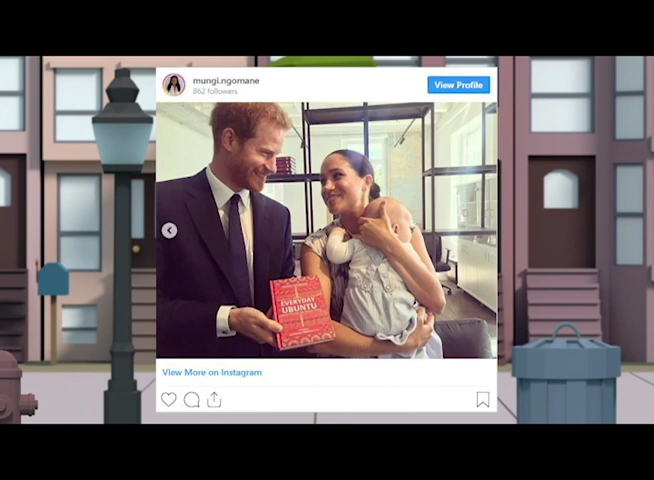 mungi.ngomane
862 followers
View Profile
EVERYDAY
UBUNTU
View More on Instagram